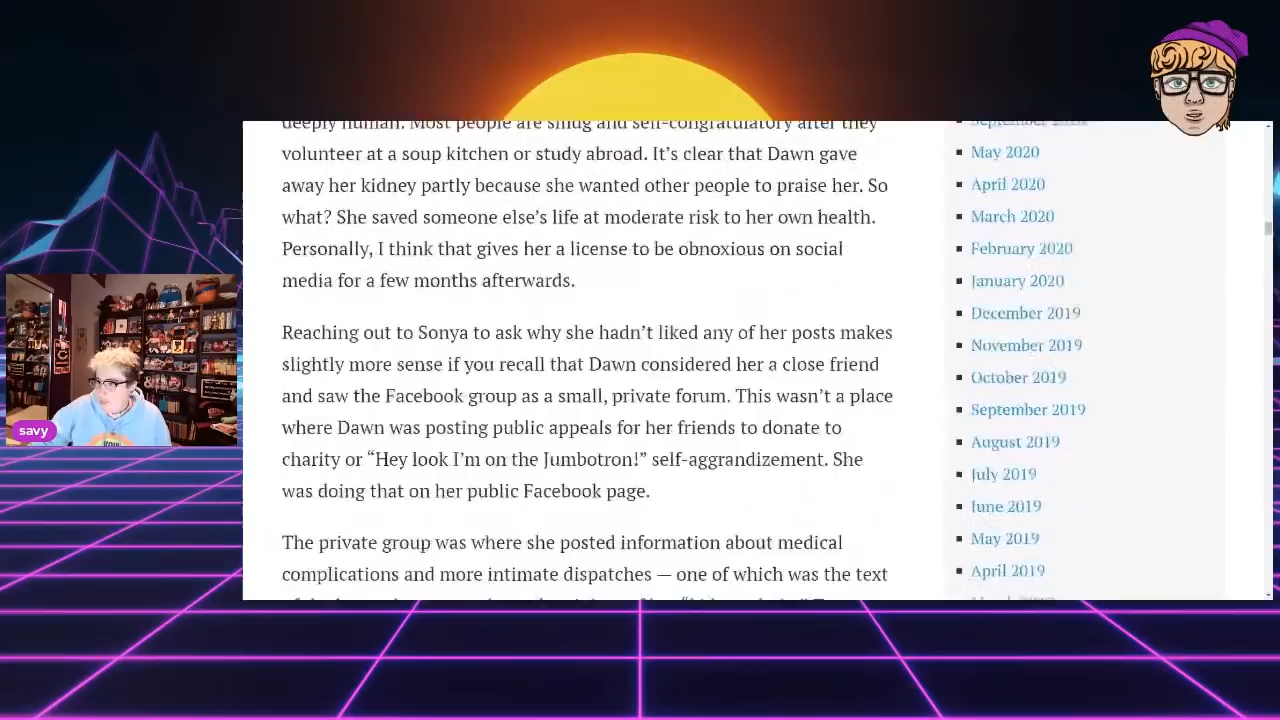 deeply human. Most people are smug and self-congratulatory after they
volunteer at a soup kitchen or study abroad. It’s clear that Dawn gave
away her kidney partly because she wanted other people to praise her. So
what? She saved someone else’s life at moderate risk to her own health.
Personally, I think that gives her a license to be obnoxious on social
media for a few months afterwards.
Reaching out to Sonya to ask why she hadn’t liked any of her posts makes
slightly more sense if you recall that Dawn considered her a close friend
and saw the Facebook group as a small, private forum. This wasn’t a place
where Dawn was posting public appeals for her friends to donate to
charity or “Hey look I’m on the Jumbotron!” self-aggrandizement. She
was doing that on her public Facebook page.
The private group was where she posted information about medical
complications and more intimate dispatches — one of which was the text
May 2020
April 2020
March 2020
February 2020
January 2020
December 2019
November 2019
October 2019
September 2019
August 2019
July 2019
June 2019
May 2019
April 2019
savy